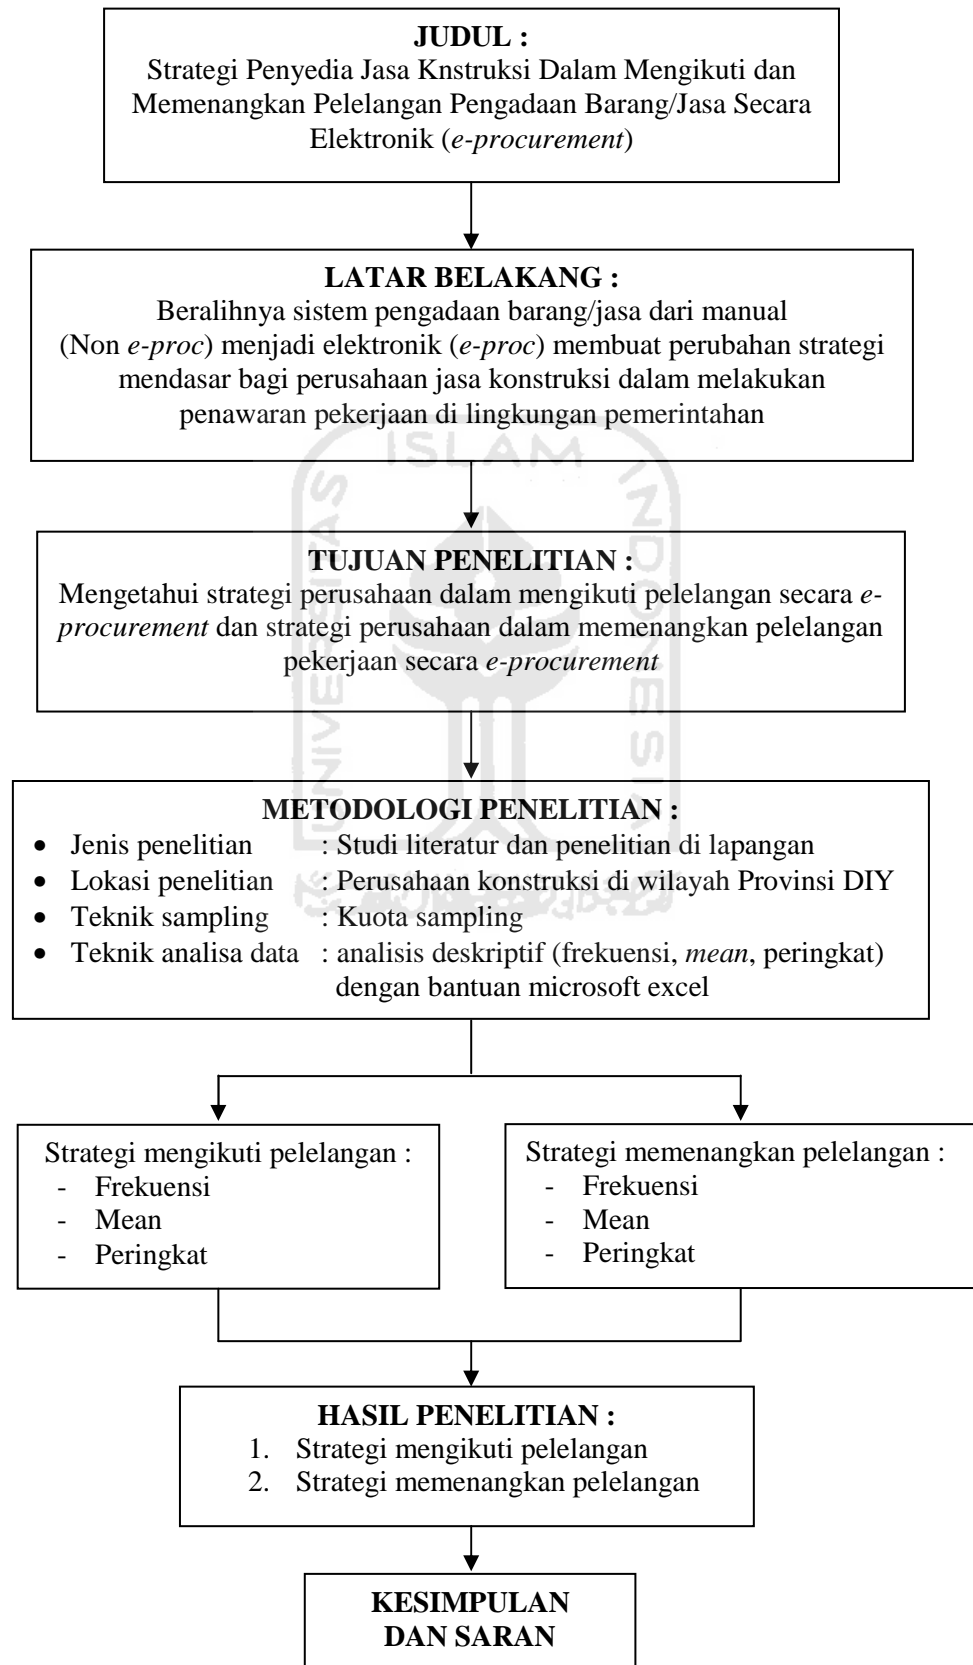 JUDUL :
Strategi Penyedia Jasa Knstruksi Dalam Mengikuti dan
Memenangkan Pelelangan Pengadaan Barang/Jasa Secara
Elektronik (e-procurement)
LATAR BELAKANG :
Beralihnya sistem pengadaan barang/jasa dari manual
(Non e-proc) menjadi elektronik (e-proc) membuat perubahan strategi
mendasar bagi perusahaan jasa konstruksi dalam melakukan
penawaran pekerjaan di lingkungan pemerintahan
UNIVERSITAS ISLAM INDONESIA
TUJUAN PENELITIAN :
Mengetahui strategi perusahaan dalam mengikuti pelelangan secara e-
procurement dan strategi perusahaan dalam memenangkan pelelangan
pekerjaan secara e-procurement
METODOLOGI PENELITIAN :
• Jenis penelitian : Studi literatur dan penelitian di lapangan
• Lokasi penelitian : Perusahaan konstruksi di wilayah Provinsi DIY
• Teknik sampling : Kuota sampling
• Teknik analisa data : analisis deskriptif (frekuensi, mean, peringkat)
dengan bantuan microsoft excel
Strategi mengikuti pelelangan :
- Frekuensi
- Mean
- Peringkat
Strategi memenangkan pelelangan :
- Frekuensi
- Mean
- Peringkat
HASIL PENELITIAN :
1. Strategi mengikuti pelelangan
2. Strategi memenangkan pelelangan
KESIMPULAN
DAN SARAN